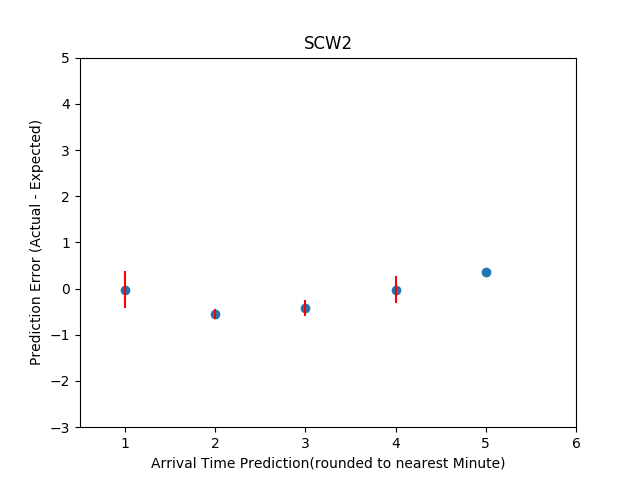 SCW2
5
4
3
2
1
0
−1
−2
−3
Prediction Error (Actual - Expected)
1 2 3 4 5 6
Arrival Time Prediction(rounded to nearest Minute)